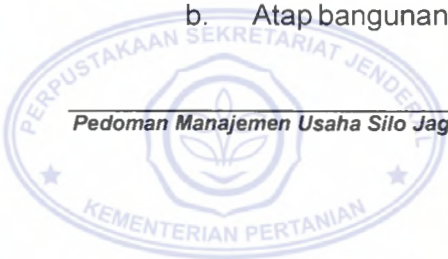 b. Atap bangunan
PERPUSTAKAAN SEKRETARIAT JENDERAL
Pedoman Manajemen Usaha Silo Jag
KEMENTERIAN PERTANIAN